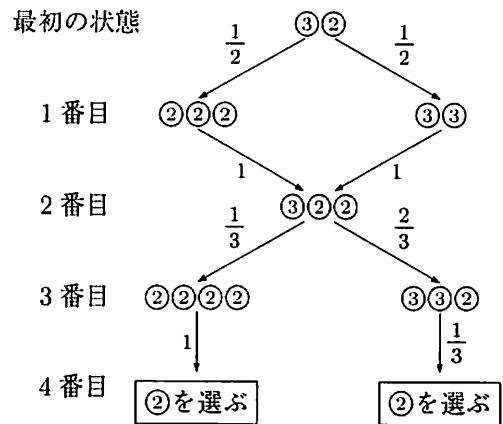 最初の状態 ③②
1/2 1/2
1番目 ②②② ③③
1 1
2番目 ③②②
1/3 2/3
3番目 ②②②② ③③②
1 1/3
4番目 ②を選ぶ ②を選ぶ